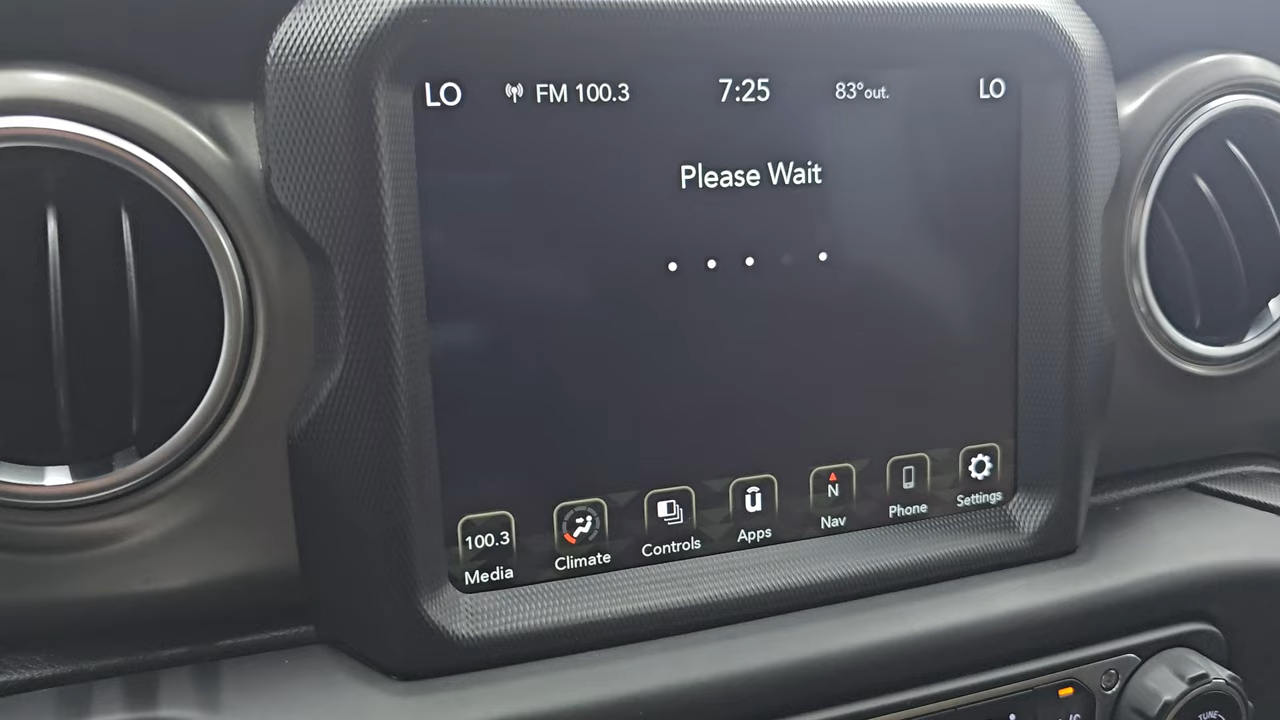 LO FM 100.3 7:25 83°out. LO
Please Wait
100.3 N
Media Climate Controls Apps Nav Phone Settings
TUNE